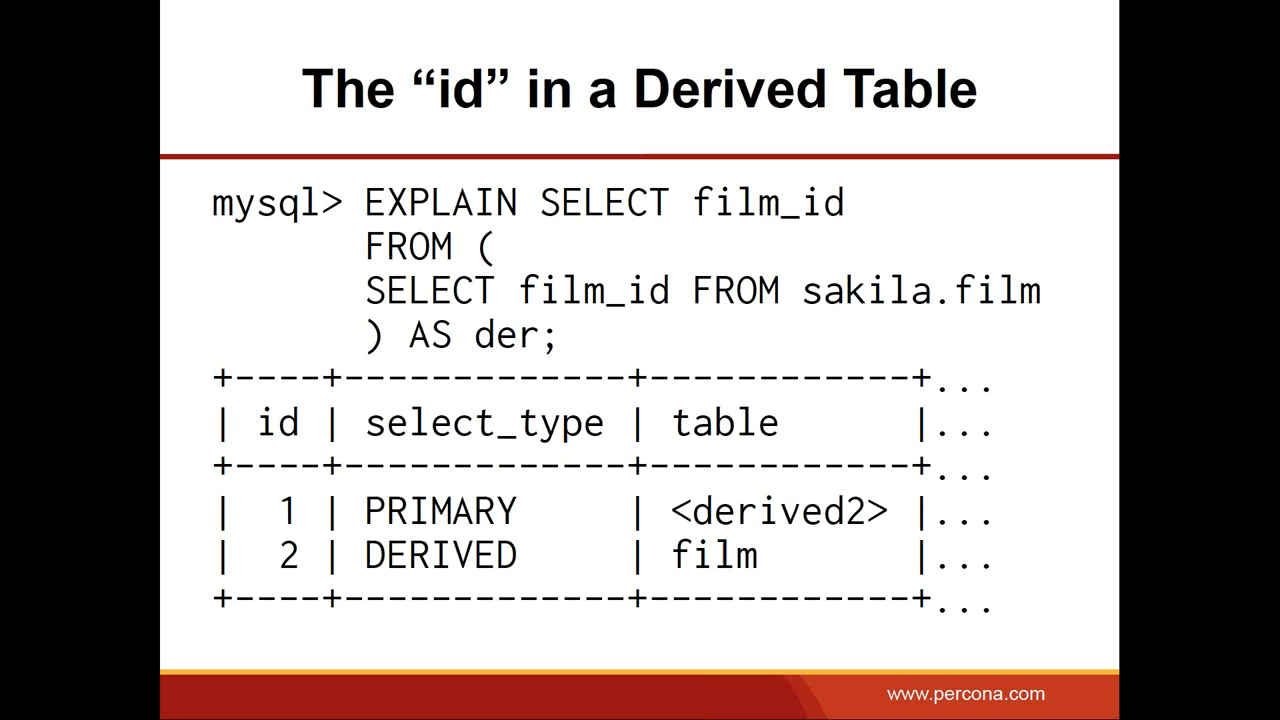 The “id” in a Derived Table
mysql> EXPLAIN SELECT film_id
FROM (
SELECT film_id FROM sakila.film
) AS der;
+----+-------------+------------+...
| id | select_type | table      |...
+----+-------------+------------+...
|  1 | PRIMARY     | <derived2> |...
|  2 | DERIVED     | film       |...
+----+-------------+------------+...
www.percona.com